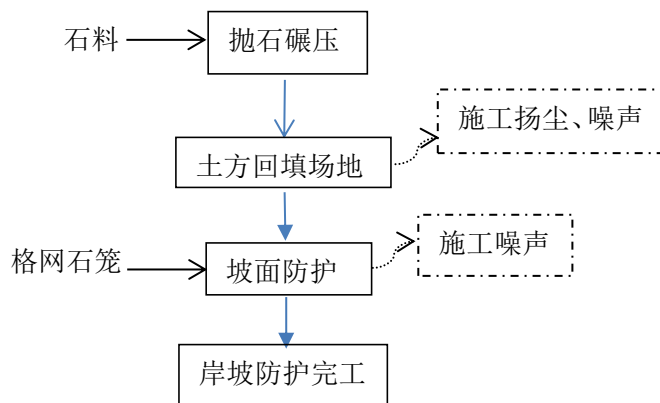 石料
抛石碾压
施工扬尘、噪声
土方回填场地
施工噪声
格网石笼
坡面防护
岸坡防护完工